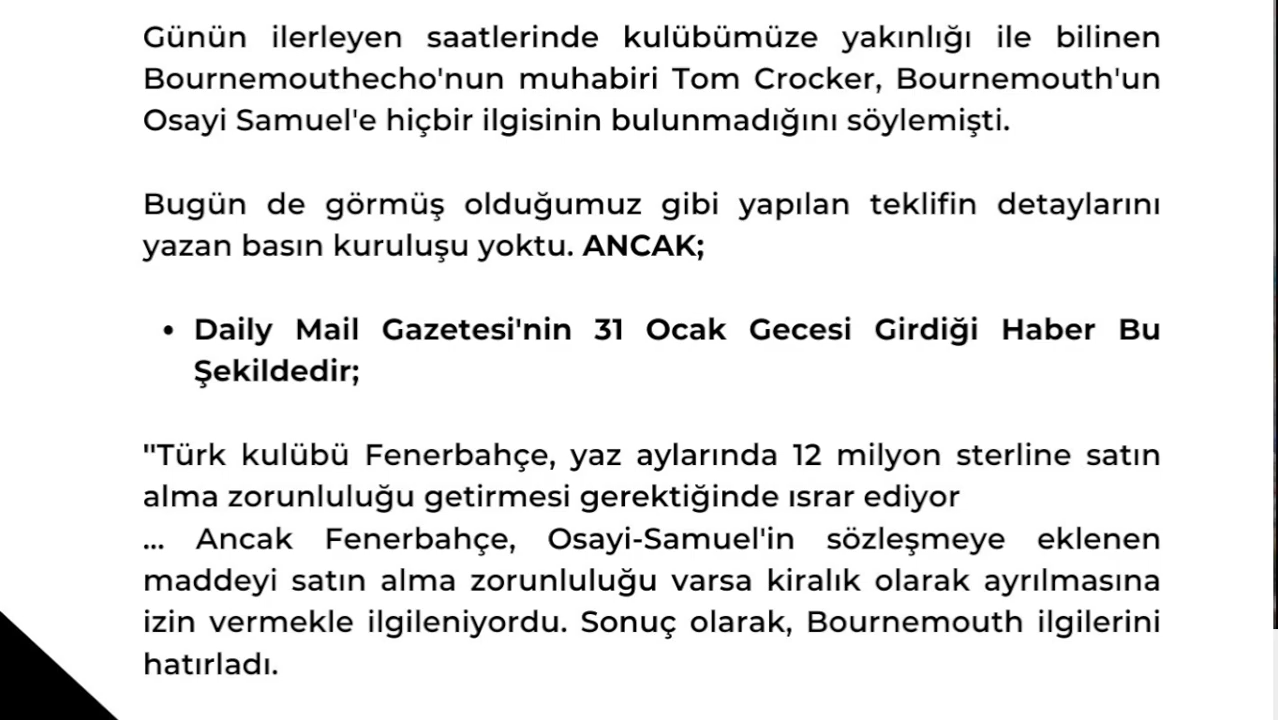 Günün ilerleyen saatlerinde kulübümüze yakınlığı ile bilinen
Bournemouthecho'nun muhabiri Tom Crocker, Bournemouth'un
Osayi Samuel'e hiçbir ilgisinin bulunmadığını söylemişti.
Bugün de görmüş olduğumuz gibi yapılan teklifin detaylarını
yazan basın kuruluşu yoktu. ANCAK;
• Daily Mail Gazetesi'nin 31 Ocak Gecesi Girdiği Haber Bu
Şekildedir;
"Türk kulübü Fenerbahçe, yaz aylarında 12 milyon sterline satın
alma zorunluluğu getirmesi gerektiğinde ısrar ediyor
... Ancak Fenerbahçe, Osayi-Samuel'in sözleşmeye eklenen
maddeyi satın alma zorunluluğu varsa kiralık olarak ayrılmasına
izin vermekle ilgileniyordu. Sonuç olarak, Bournemouth ilgilerini
hatırladı.